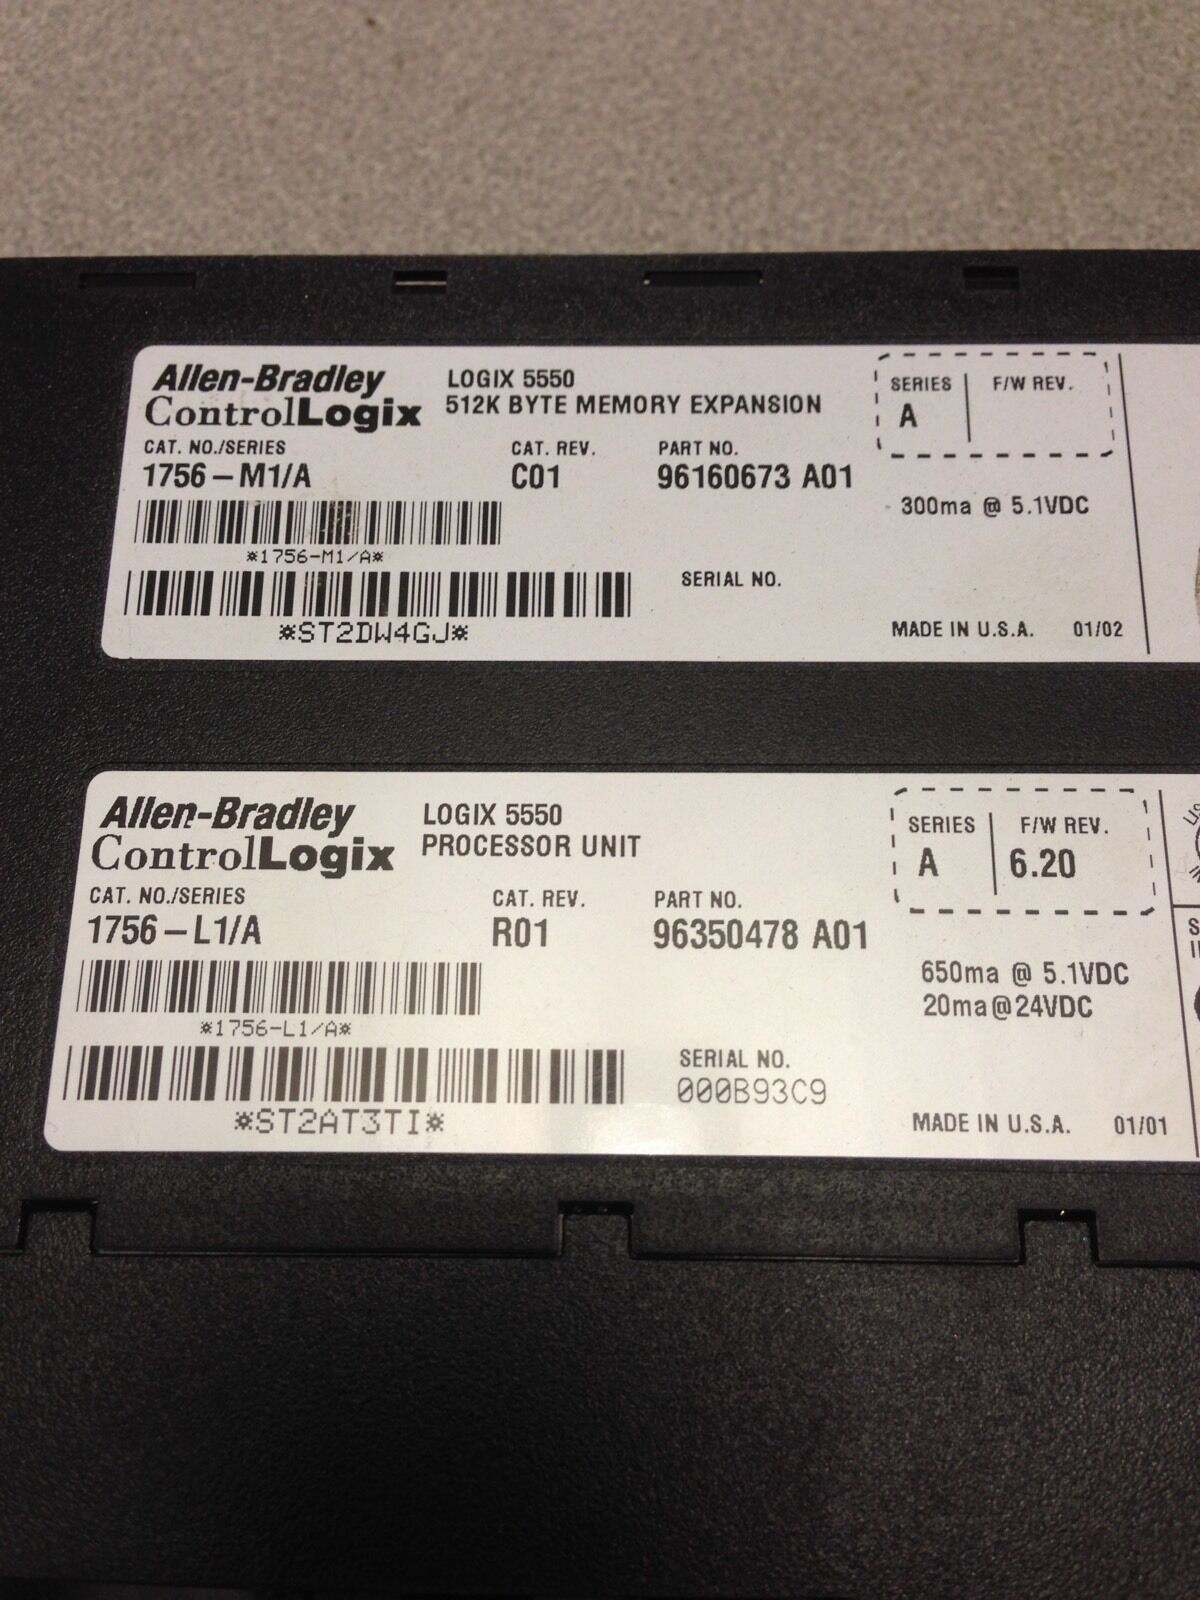 Allen-Bradley
ControlLogix
LOGIX 5550
512K BYTE MEMORY EXPANSION
SERIES
A
F/W REV.
CAT. NO./SERIES
1756-M1/A
CAT. REV.
C01
PART NO.
96160673 A01
300ma @ 5.1VDC
*1756-M1/A*
SERIAL NO.
*ST2DW4GJ*
MADE IN U.S.A. 01/02
Allen-Bradley
ControlLogix
LOGIX 5550
PROCESSOR UNIT
SERIES
A
F/W REV.
6.20
CAT. NO./SERIES
1756-L1/A
CAT. REV.
R01
PART NO.
96350478 A01
650ma @ 5.1VDC
20ma@24VDC
*1756-L1/A*
SERIAL NO.
000B93C9
*ST2AT3TI*
MADE IN U.S.A. 01/01